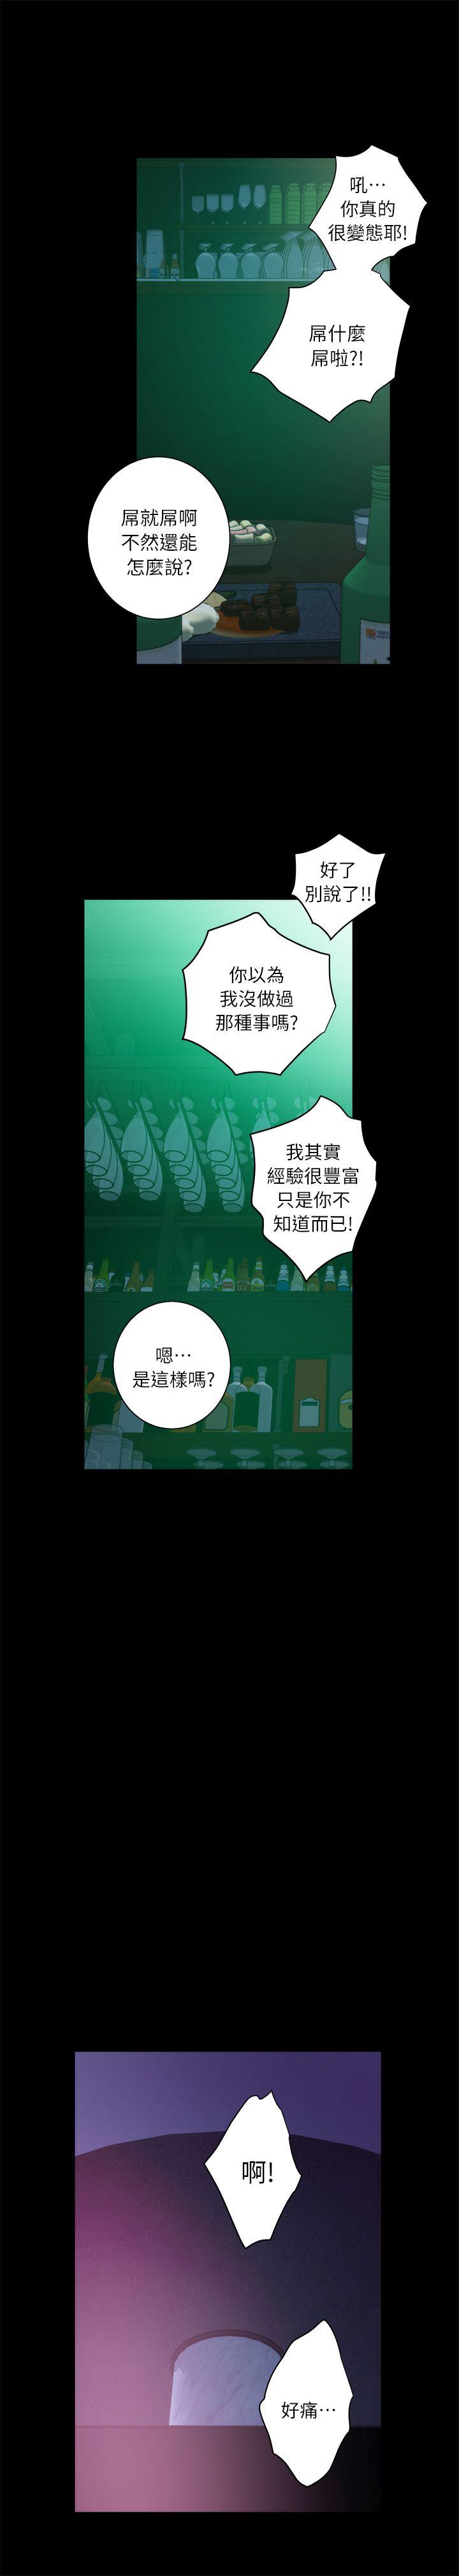 吼…
你真的
很變態耶!
屌什麼
屌啦?!
屌就屌啊
不然還能
怎麼說?
好了
別說了!!
你以為
我沒做過
那種事嗎?
我其實
經驗很豐富
只是你不
知道而已!
嗯…
是這樣嗎?
啊!
好痛…